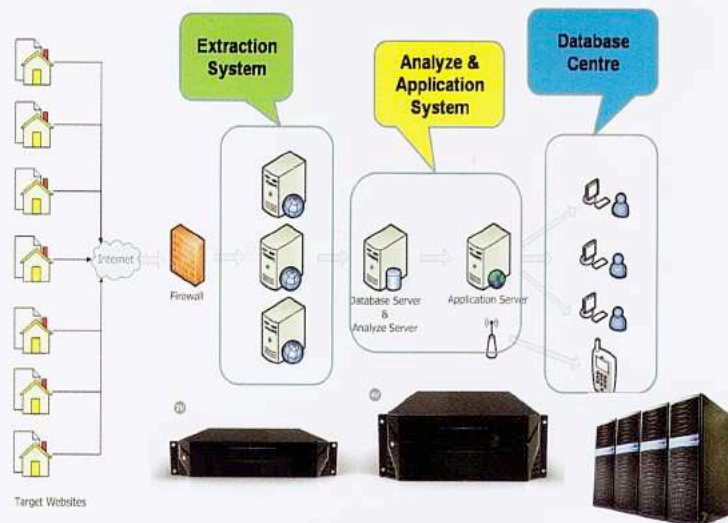 Extraction
System
Analyze &
Application
System
Database
Centre
Internet
Firewall
Database Server
&
Analyze Server
Application Server
Target Websites